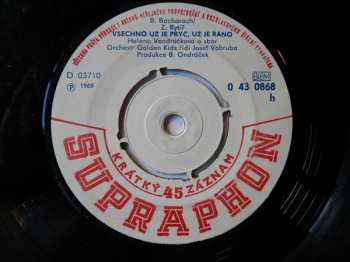 B. Bacharach/
Z. Rytíř
VŠECHNO UŽ JE PRYČ, UŽ JE RÁNO
Helena Vondráčková a sbor
Orchestr Golden Kids řídí Josef Vobruba
Produkce B. Ondráček
D 03710
℗ 1969
0 43 0868
h
KRÁTKÝ 45 ZÁZNAM
SUPRAPHON